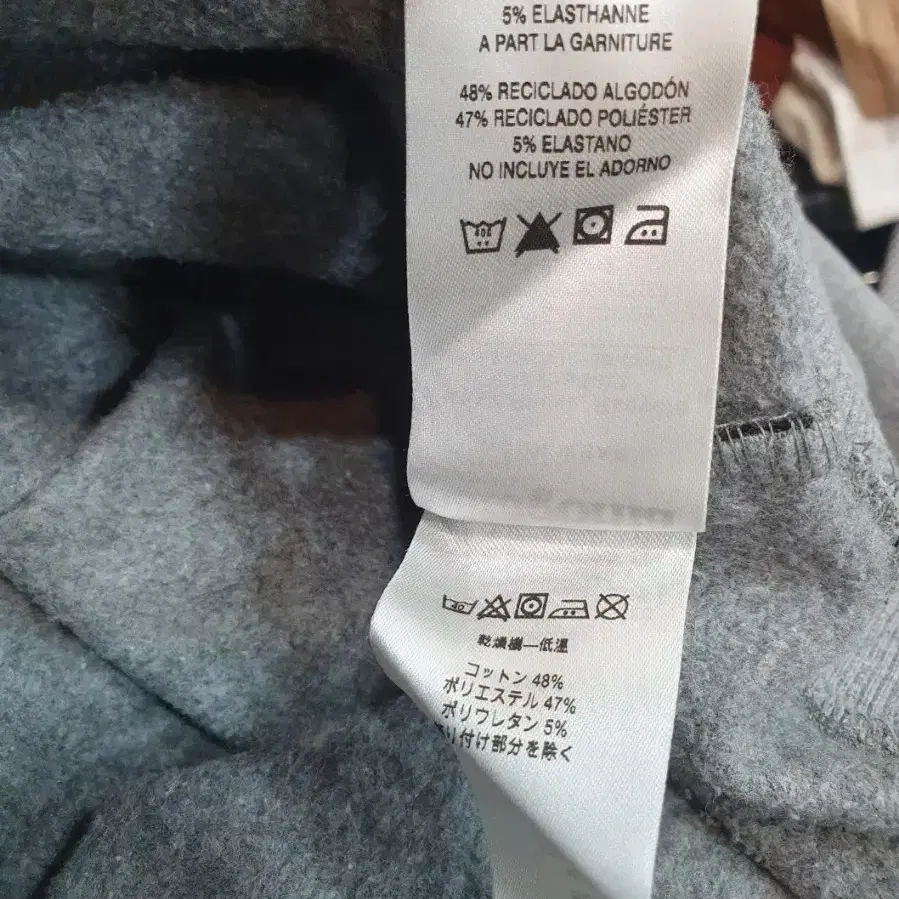 5% ELASTHANNE
A PART LA GARNITURE
48% RECICLADO ALGODÓN
47% RECICLADO POLIÉSTER
5% ELASTANO
NO INCLUYE EL ADORNO
乾燥樹—低溫
コットン 48%
ポリエステル 47%
ポリウレタン 5%
り付け部分を除く